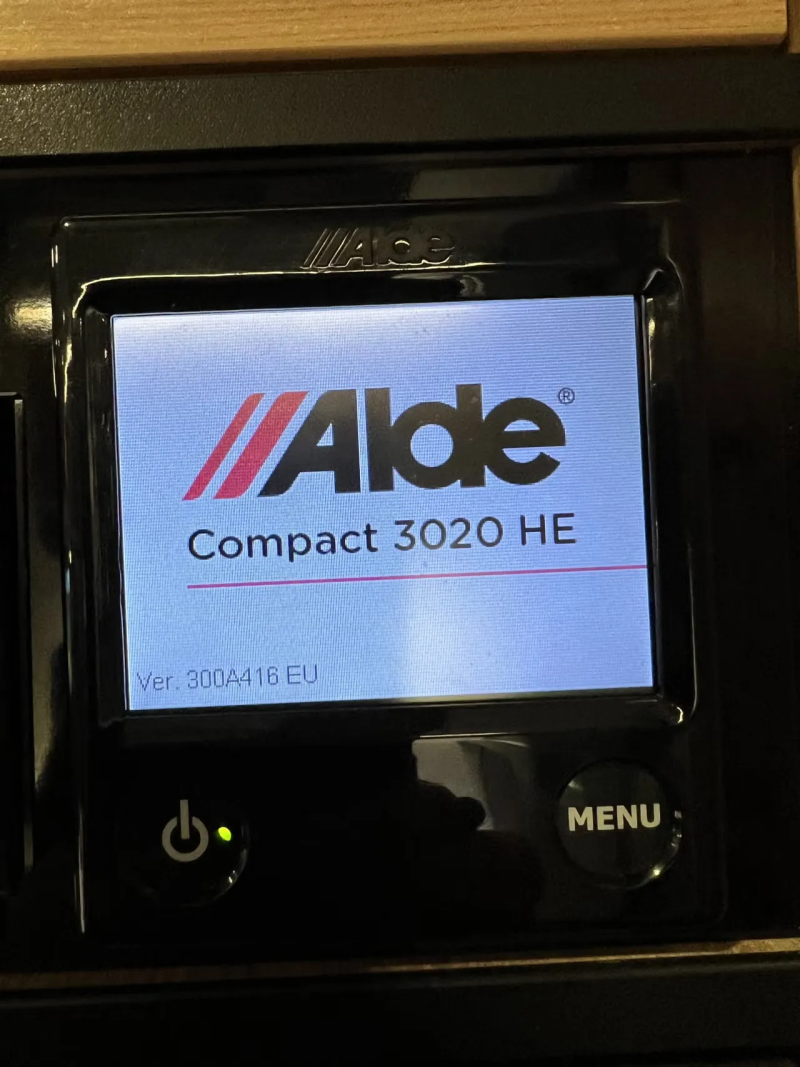 Alde
Alde®
Compact 3020 HE
Ver. 300A416 EU
MENU